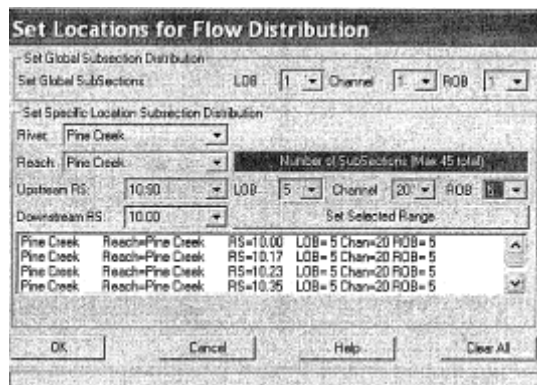 Set Locations for Flow Distribution
Set Global Subsection Distribution
Set Global SubSections LOB 1 Channel 1 ROB 1
Set Specific Location Subsection Distribution
River: Pine Creek
Reach: Pine Creek Number of SubSections (Max 45 total)
Upstream RS: 10.90 LOB 5 Channel 20 ROB
Downstream RS: 10.00 Set Selected Range
Pine Creek Reach=Pine Creek RS=10.00 LOB= 5 Chan=20 ROB= 5
Pine Creek Reach=Pine Creek RS=10.17 LOB= 5 Chan=20 ROB= 5
Pine Creek Reach=Pine Creek RS=10.23 LOB= 5 Chan=20 ROB= 5
Pine Creek Reach=Pine Creek RS=10.35 LOB= 5 Chan=20 ROB= 5
OK Cancel Help Clear All